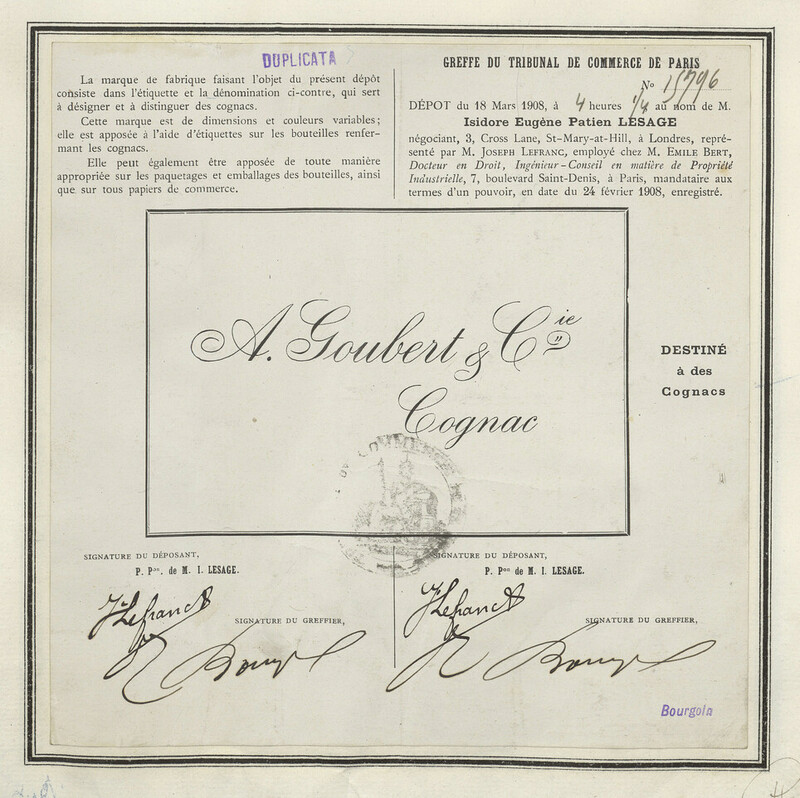 DUPLICATA
La marque de fabrique faisant l'objet du présent dépôt
consiste dans l'étiquette et la dénomination ci-contre, qui sert
à désigner et à distinguer des cognacs.
Cette marque est de dimensions et couleurs variables;
elle est apposée à l'aide d'étiquettes sur les bouteilles renfer-
mant les cognacs.
Elle peut également être apposée de toute manière
appropriée sur les paquetages et emballages des bouteilles, ainsi
que sur tous papiers de commerce.
GREFFE DU TRIBUNAL DE COMMERCE DE PARIS
No 15796
DÉPOT du 18 Mars 1908, à 4 heures 1/4 au nom de M.
Isidore Eugène Patien LESAGE
négociant, 3, Cross Lane, St-Mary-at-Hill, à Londres, repré-
senté par M. JOSEPH LEFRANC, employé chez M. EMILE BERT,
Docteur en Droit, Ingénieur-Conseil en matière de Propriété
Industrielle, 7, boulevard Saint-Denis, à Paris, mandataire aux
termes d'un pouvoir, en date du 24 février 1908, enregistré.
A. Goubert & Cie
Cognac
DESTINÉ
à des
Cognacs
DE COMMERCE
SIGNATURE DU DÉPOSANT,
P. Pon. de M. I. LESAGE.
JLefranc
SIGNATURE DU GREFFIER,
SIGNATURE DU DÉPOSANT,
P. Pon de M. I. LESAGE.
JLefranc
SIGNATURE DU GREFFIER,
Bourgoin